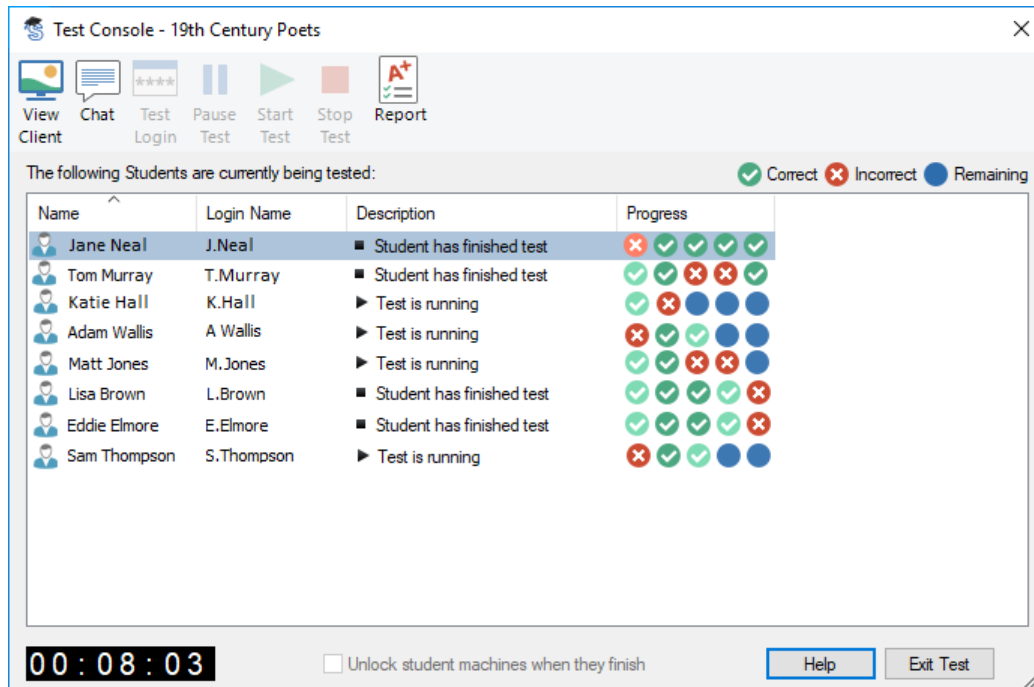 Test Console - 19th Century Poets
View Client
Chat
Test Login
Pause Test
Start Test
Stop Test
A+
Report
The following Students are currently being tested:
Correct Incorrect Remaining
Name Login Name Description Progress
Jane Neal J.Neal Student has finished test
Tom Murray T.Murray Student has finished test
Katie Hall K.Hall Test is running
Adam Wallis A Wallis Test is running
Matt Jones M.Jones Test is running
Lisa Brown L.Brown Student has finished test
Eddie Elmore E.Elmore Student has finished test
Sam Thompson S.Thompson Test is running
00:08:03 Unlock student machines when they finish Help Exit Test